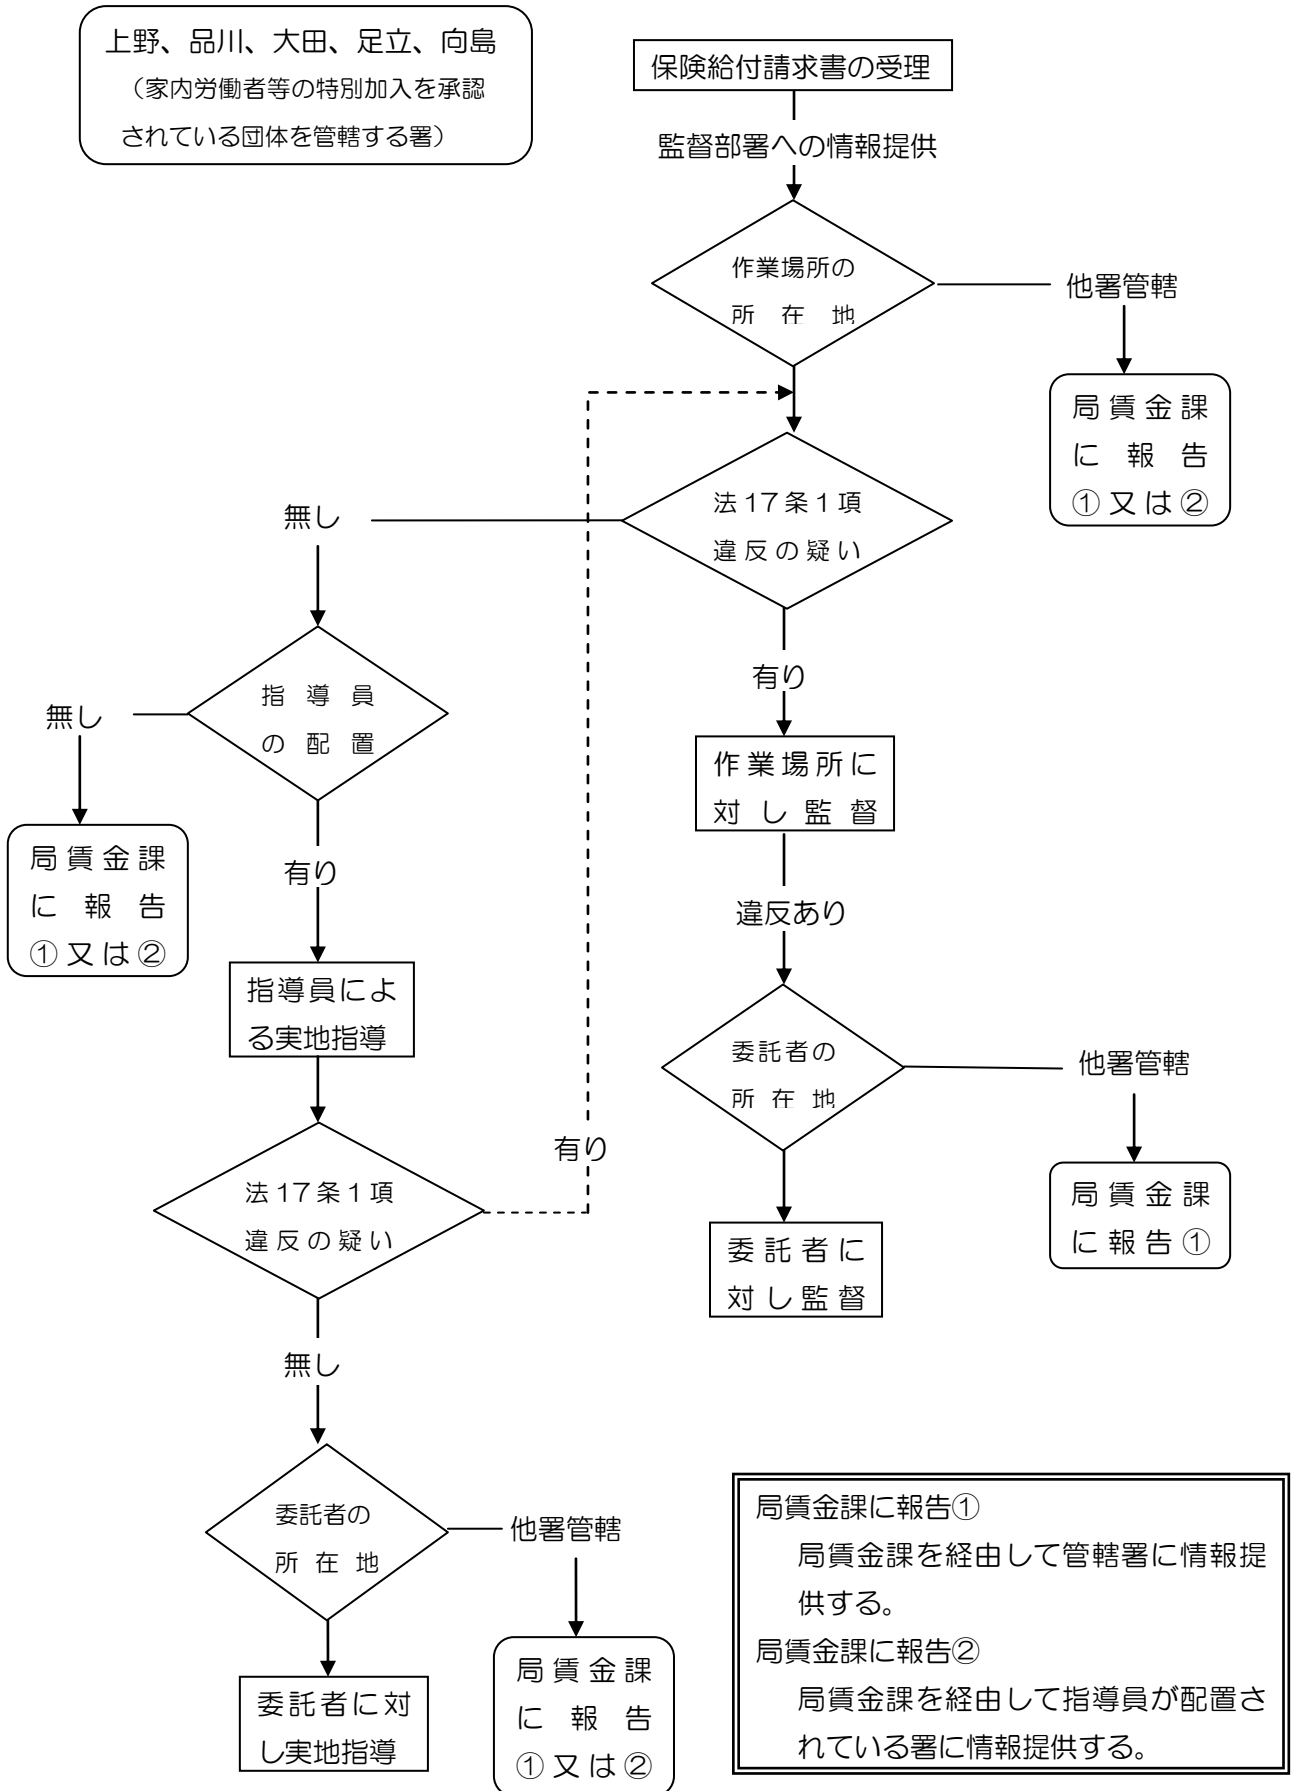 上野、品川、大田、足立、向島
（家内労働者等の特別加入を承認
されている団体を管轄する署）
保険給付請求書の受理
監督部署への情報提供
作業場所の
所在地
他署管轄
局賃金課
に報告
①又は②
法17条1項
違反の疑い
無し
有り
指導員
の配置
無し
局賃金課
に報告
①又は②
有り
作業場所に
対し監督
違反あり
指導員によ
る実地指導
委託者の
所在地
他署管轄
局賃金課
に報告①
委託者に
対し監督
法17条1項
違反の疑い
有り
無し
委託者の
所在地
他署管轄
局賃金課
に報告
①又は②
委託者に対
し実地指導
局賃金課に報告①
局賃金課を経由して管轄署に情報提
供する。
局賃金課に報告②
局賃金課を経由して指導員が配置さ
れている署に情報提供する。